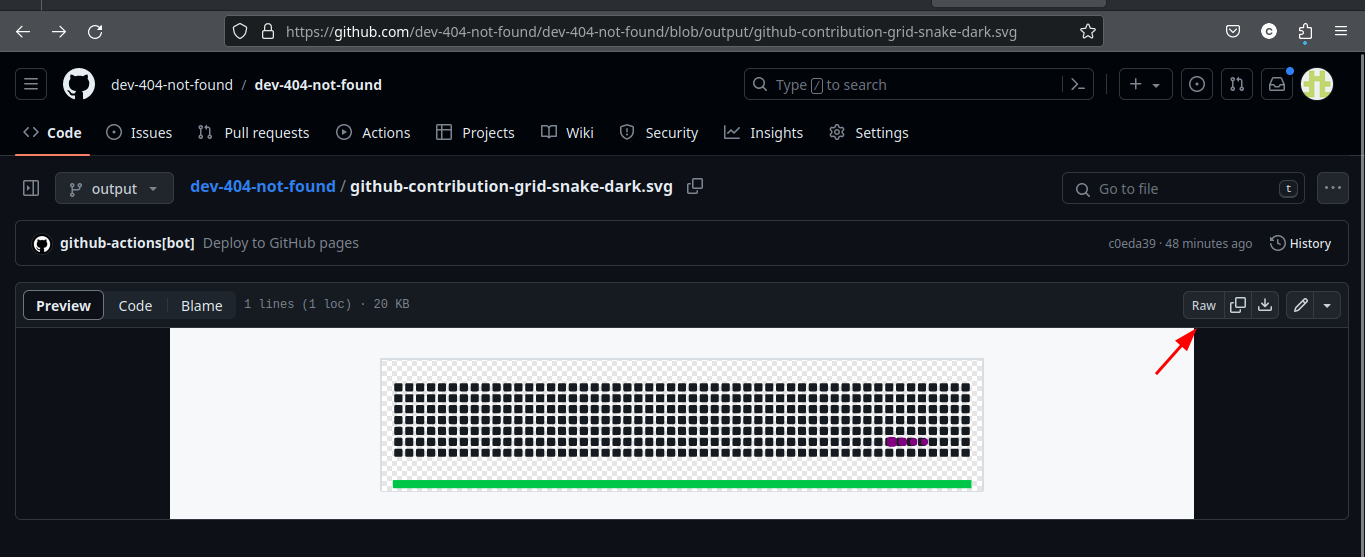 https://github.com/dev-404-not-found/dev-404-not-found/blob/output/github-contribution-grid-snake-dark.svg
C
dev-404-not-found / dev-404-not-found
Type / to search
Code Issues Pull requests Actions Projects Wiki Security Insights Settings
output dev-404-not-found / github-contribution-grid-snake-dark.svg Go to file t
github-actions[bot] Deploy to GitHub pages c0eda39 · 48 minutes ago History
Preview Code Blame 1 lines (1 loc) · 20 KB Raw